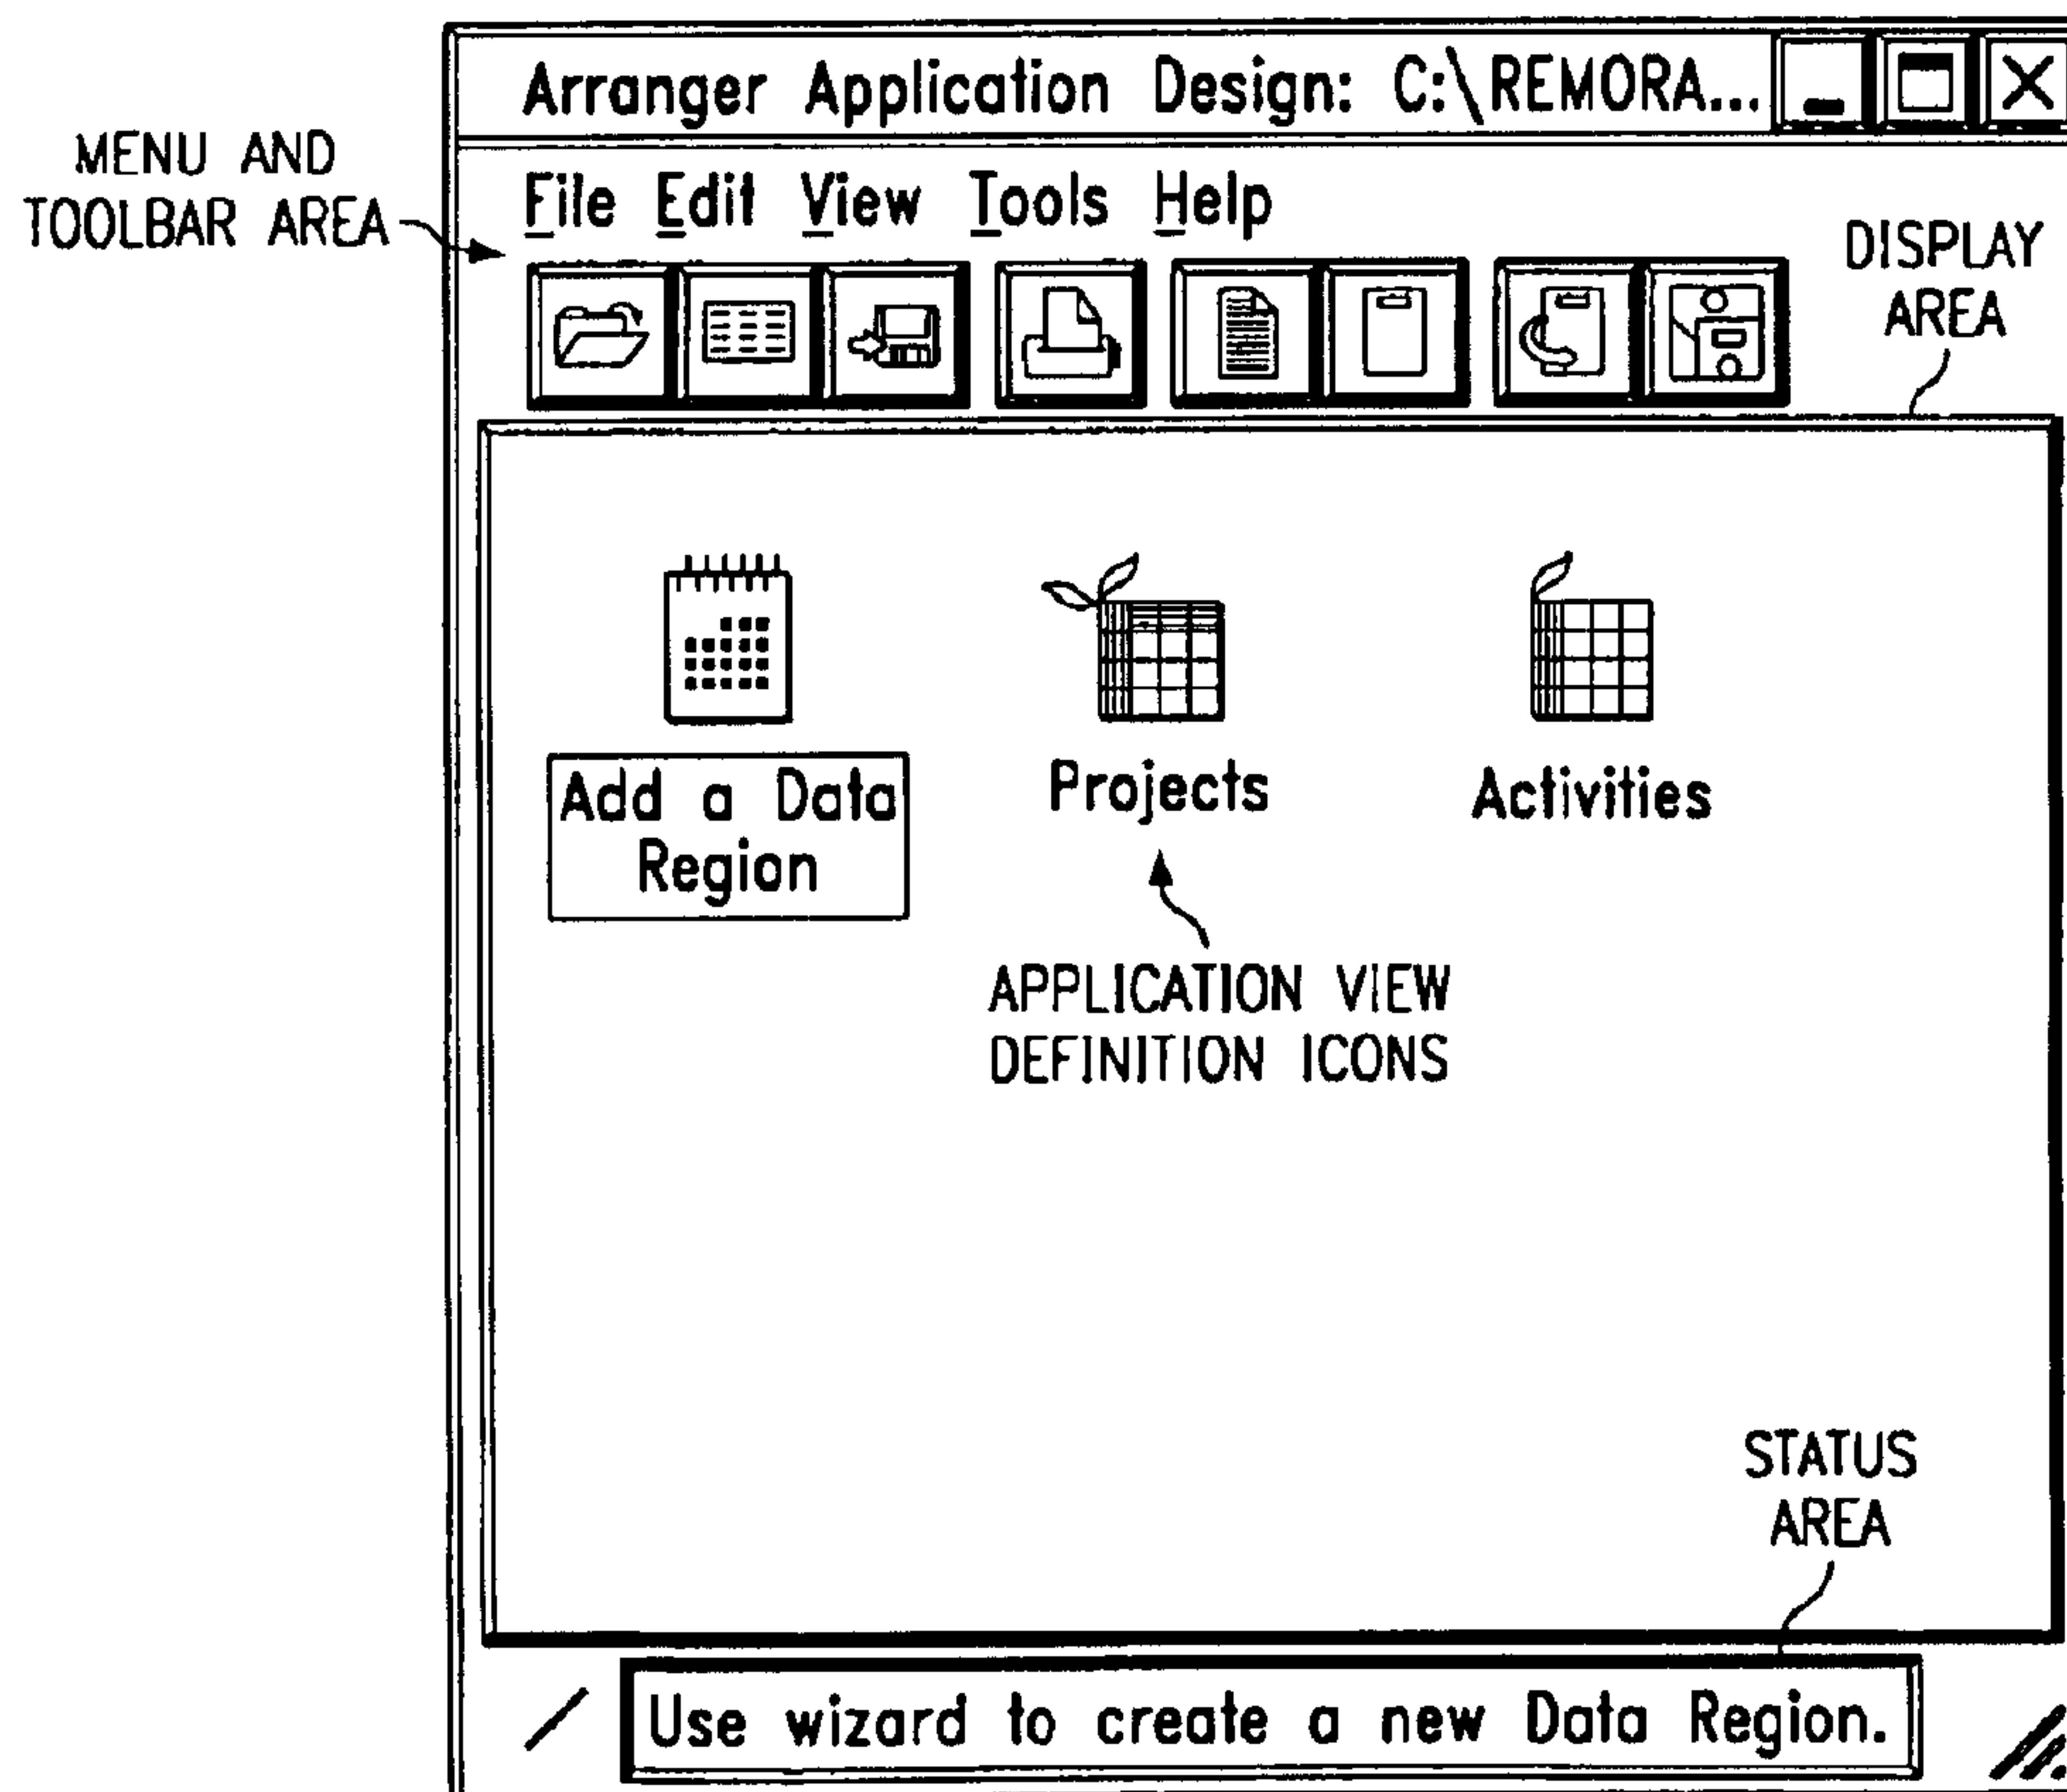 Arranger Application Design: C:\REMORA...
MENU AND
TOOLBAR AREA
File Edit View Tools Help
DISPLAY
AREA
Add a Data
Region
Projects
Activities
APPLICATION VIEW
DEFINITION ICONS
STATUS
AREA
Use wizard to create a new Data Region.